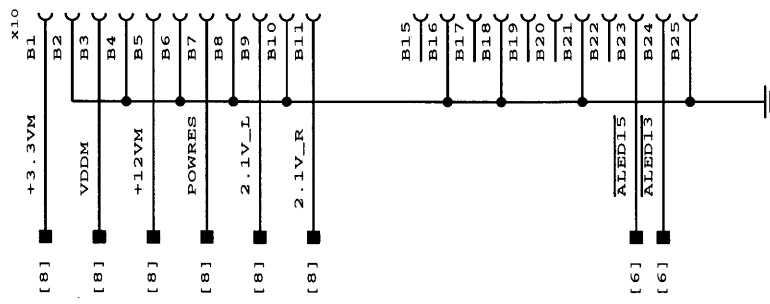 x10
B1
B2
B3
B4
B5
B6
B7
B8
B9
B10
B11
B15
B16
B17
B18
B19
B20
B21
B22
B23
B24
B25
+3.3VM
VDDM
+12VM
POWRES
2.1V_L
2.1V_R
ALED15
ALED13
[8]
[8]
[8]
[8]
[8]
[8]
[6]
[6]